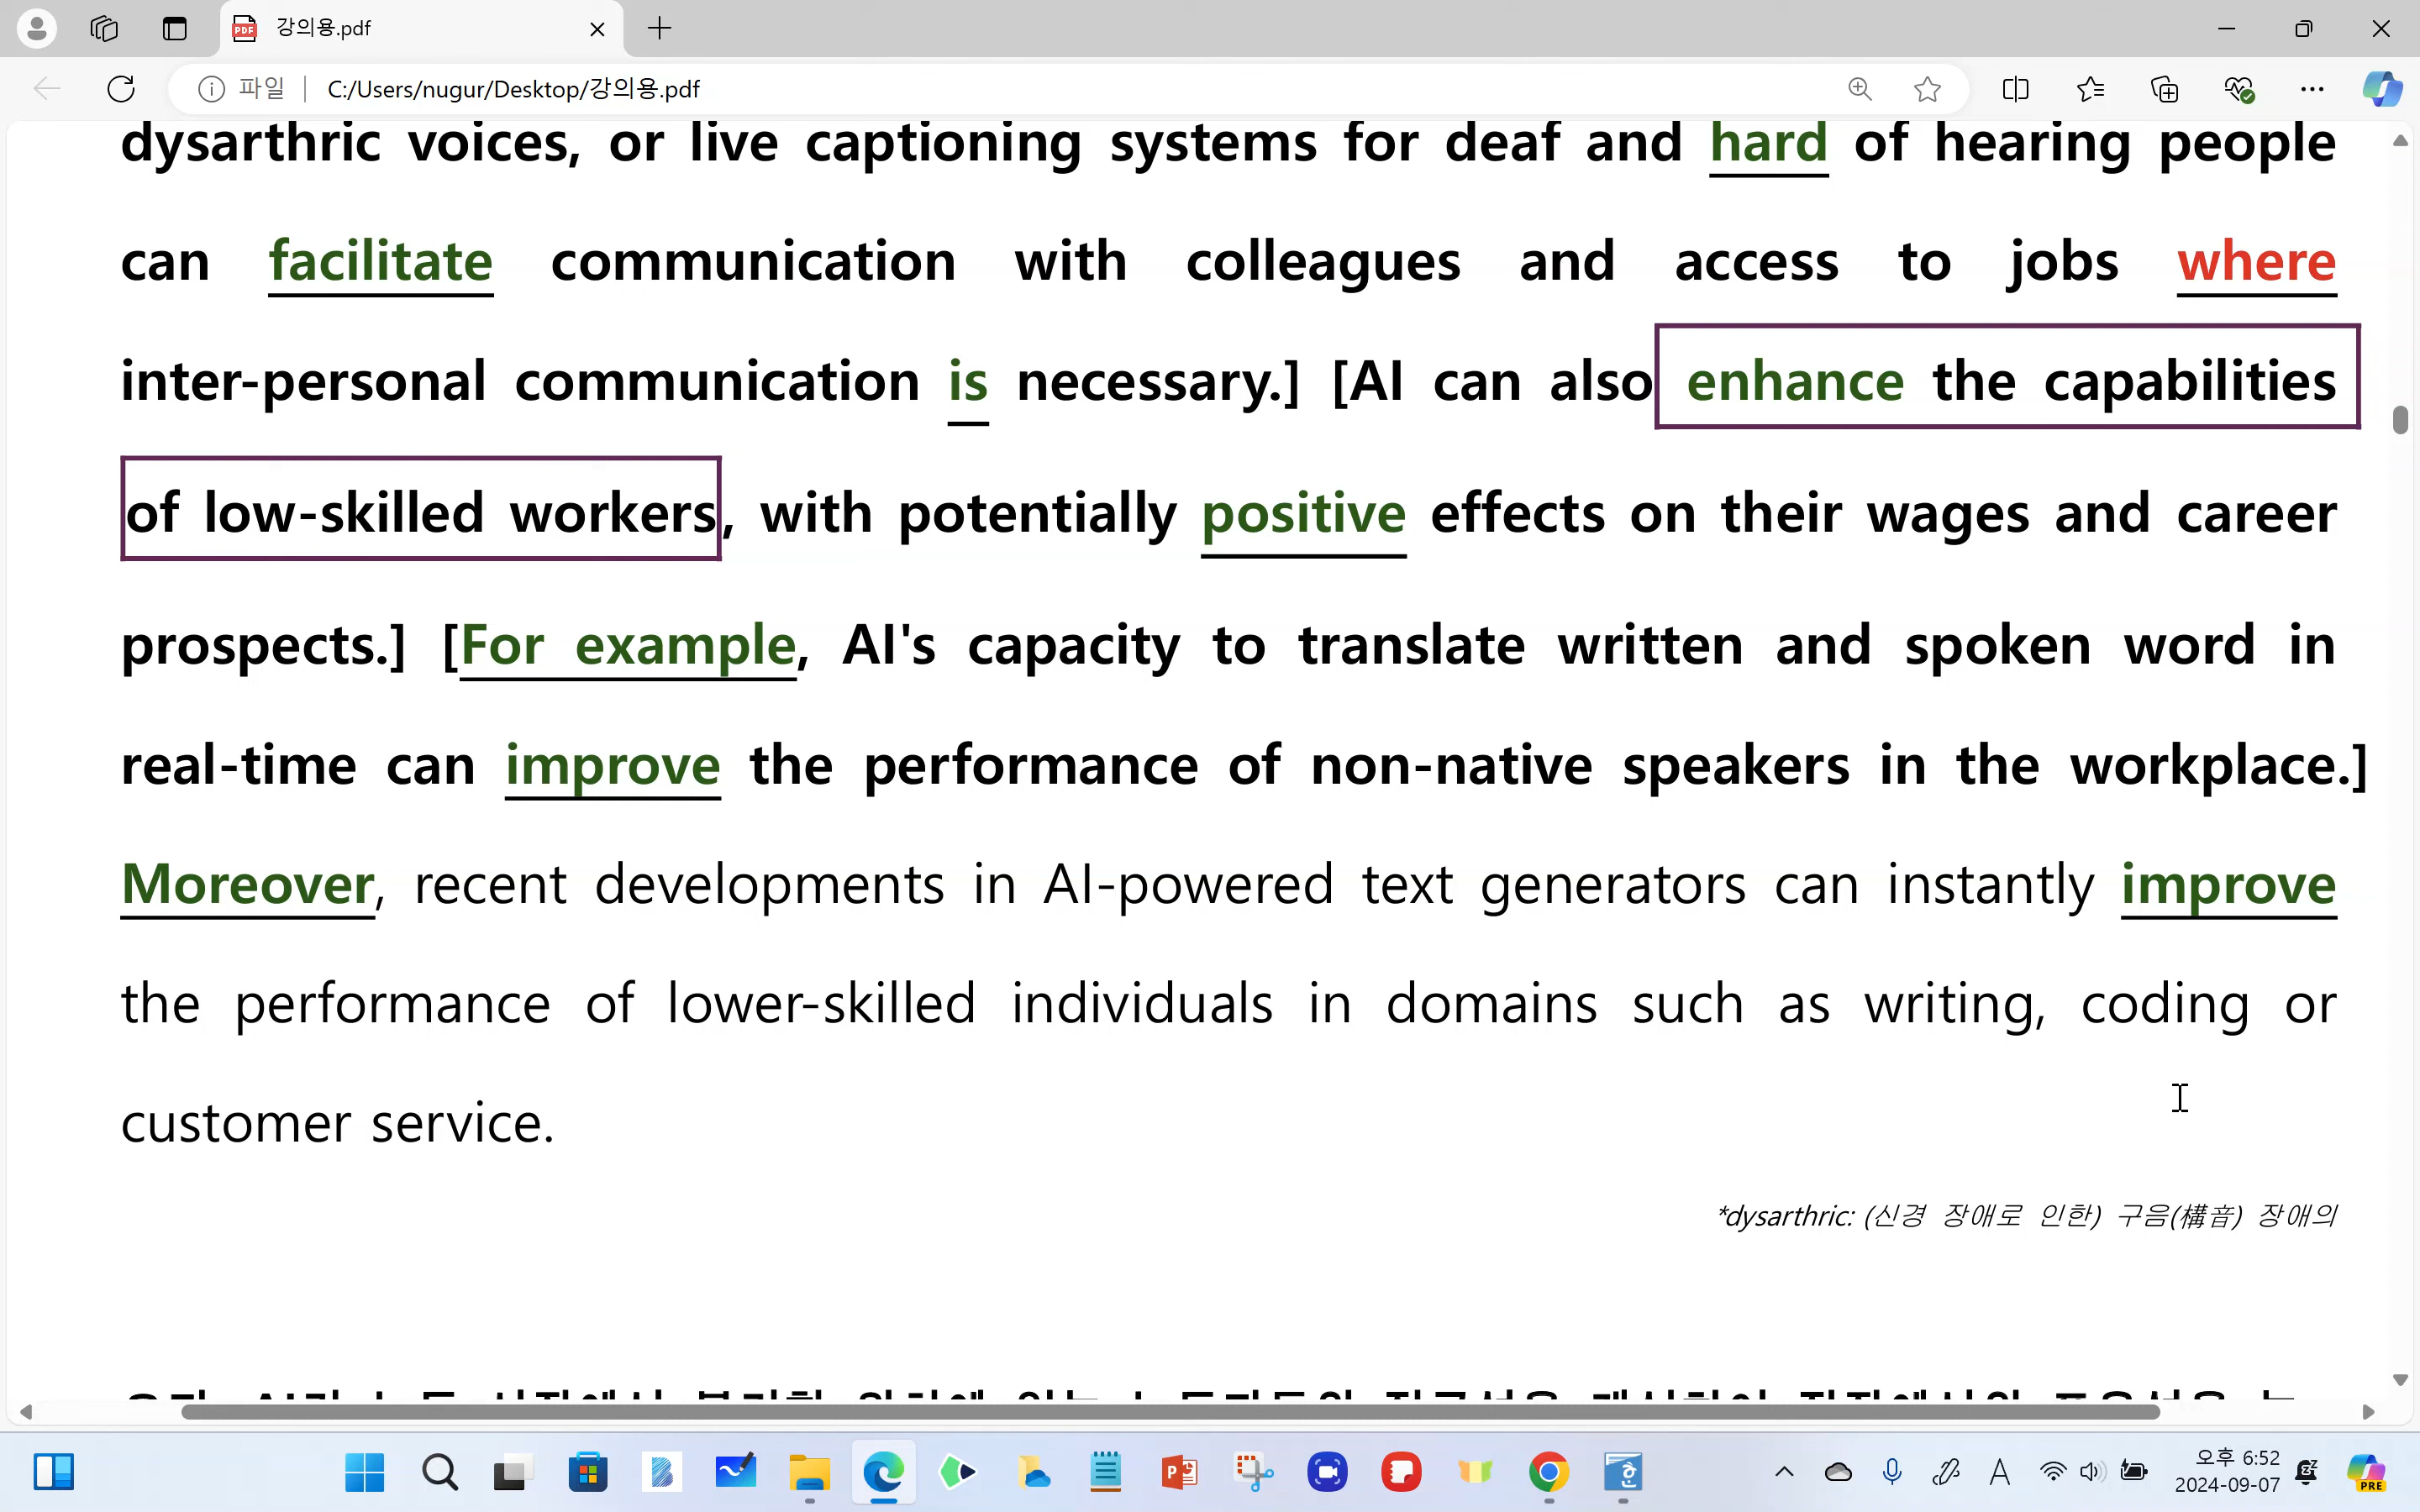 강의용.pdf
파일 C:/Users/nugur/Desktop/강의용.pdf
dysarthric voices, or live captioning systems for deaf and hard of hearing people
can facilitate communication with colleagues and access to jobs where
inter-personal communication is necessary.] [AI can also enhance the capabilities
of low-skilled workers, with potentially positive effects on their wages and career
prospects.] [For example, AI's capacity to translate written and spoken word in
real-time can improve the performance of non-native speakers in the workplace.]
Moreover, recent developments in AI-powered text generators can instantly improve
the performance of lower-skilled individuals in domains such as writing, coding or
customer service.
*dysarthric: (신경 장애로 인한) 구음(構音) 장애의
오후 6:52
2024-09-07